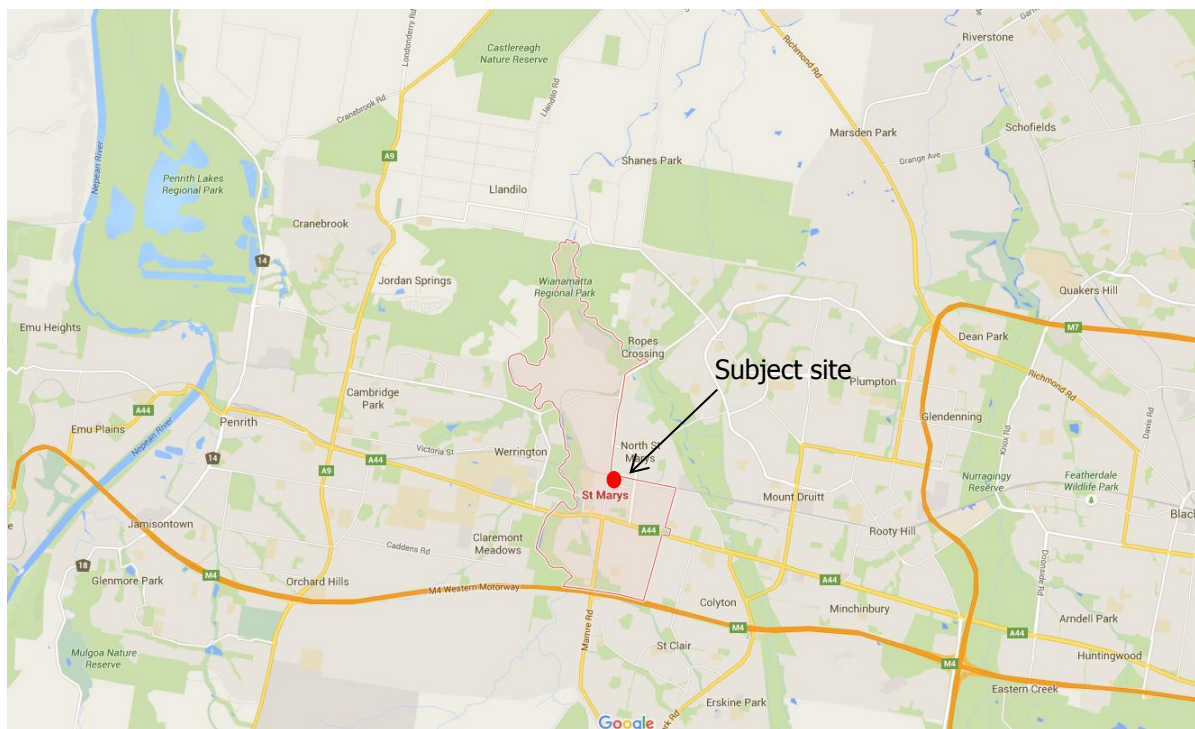 Riverstone
Castlereagh
Nature Reserve
Londonderry Rd
Richmond Rd
Llandilo Rd
Cranebrook Rd
Marsden Park
Schofields
A9
Shanes Park
Grange Ave
Nepean River
Penrith Lakes
Regional Park
Llandilo
Cranebrook
14
Jordan Springs
Wianamatta
Regional Park
Quakers Hill
Emu Heights
M7
Ropes
Crossing
Dean Park
Subject site
Richmond Rd
Plumpton
Cambridge
Park
A44
Glendenning
Davis Rd
Emu Plains
Penrith
Nepean River
Knox Rd
North St
Marys
Victoria St
Werrington
14
A9
A44
Nurragingy
Reserve
Featherdale
Wildlife Park
St Marys
Mount Druitt
Jamisontown
A44
Rooty Hill
Claremont
Meadows
Caddens Rd
18
Glenmore Park
M4
Orchard Hills
M4 Western Motorway
A44
Doonside Rd
Colyton
Minchinbury
Arndell Park
M4
Mamre Rd
A44
St Clair
Huntingwood
Mulgoa Nature
Reserve
M4
Eastern Creek
Erskine Park
Google